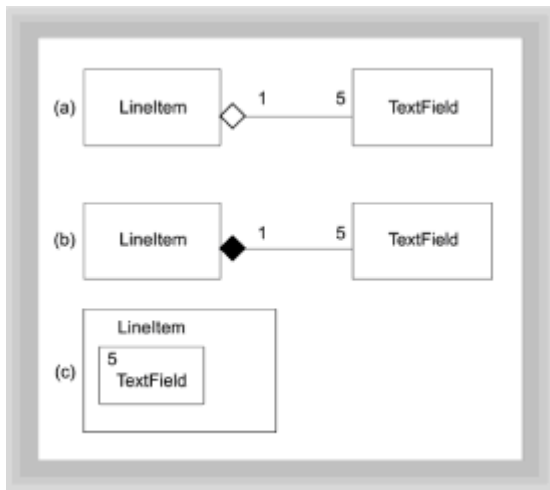 (a) LineItem 1 5 TextField
(b) LineItem 1 5 TextField
LineItem
5
(c) TextField